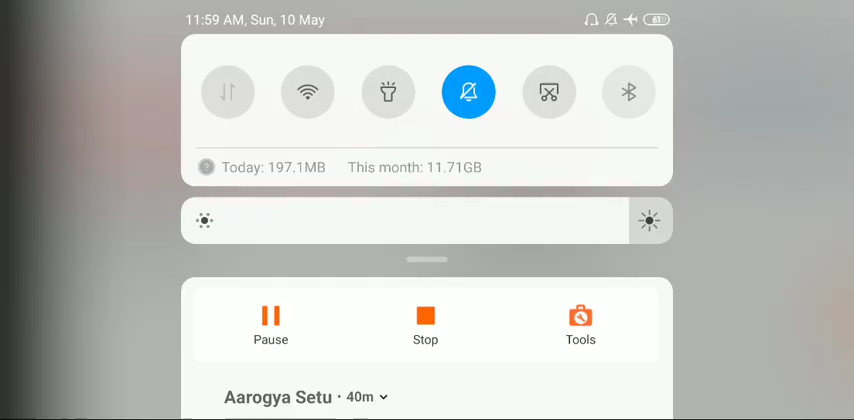 11:59 AM, Sun, 10 May 61
Today: 197.1MB This month: 11.71GB
Pause Stop Tools
Aarogya Setu · 40m